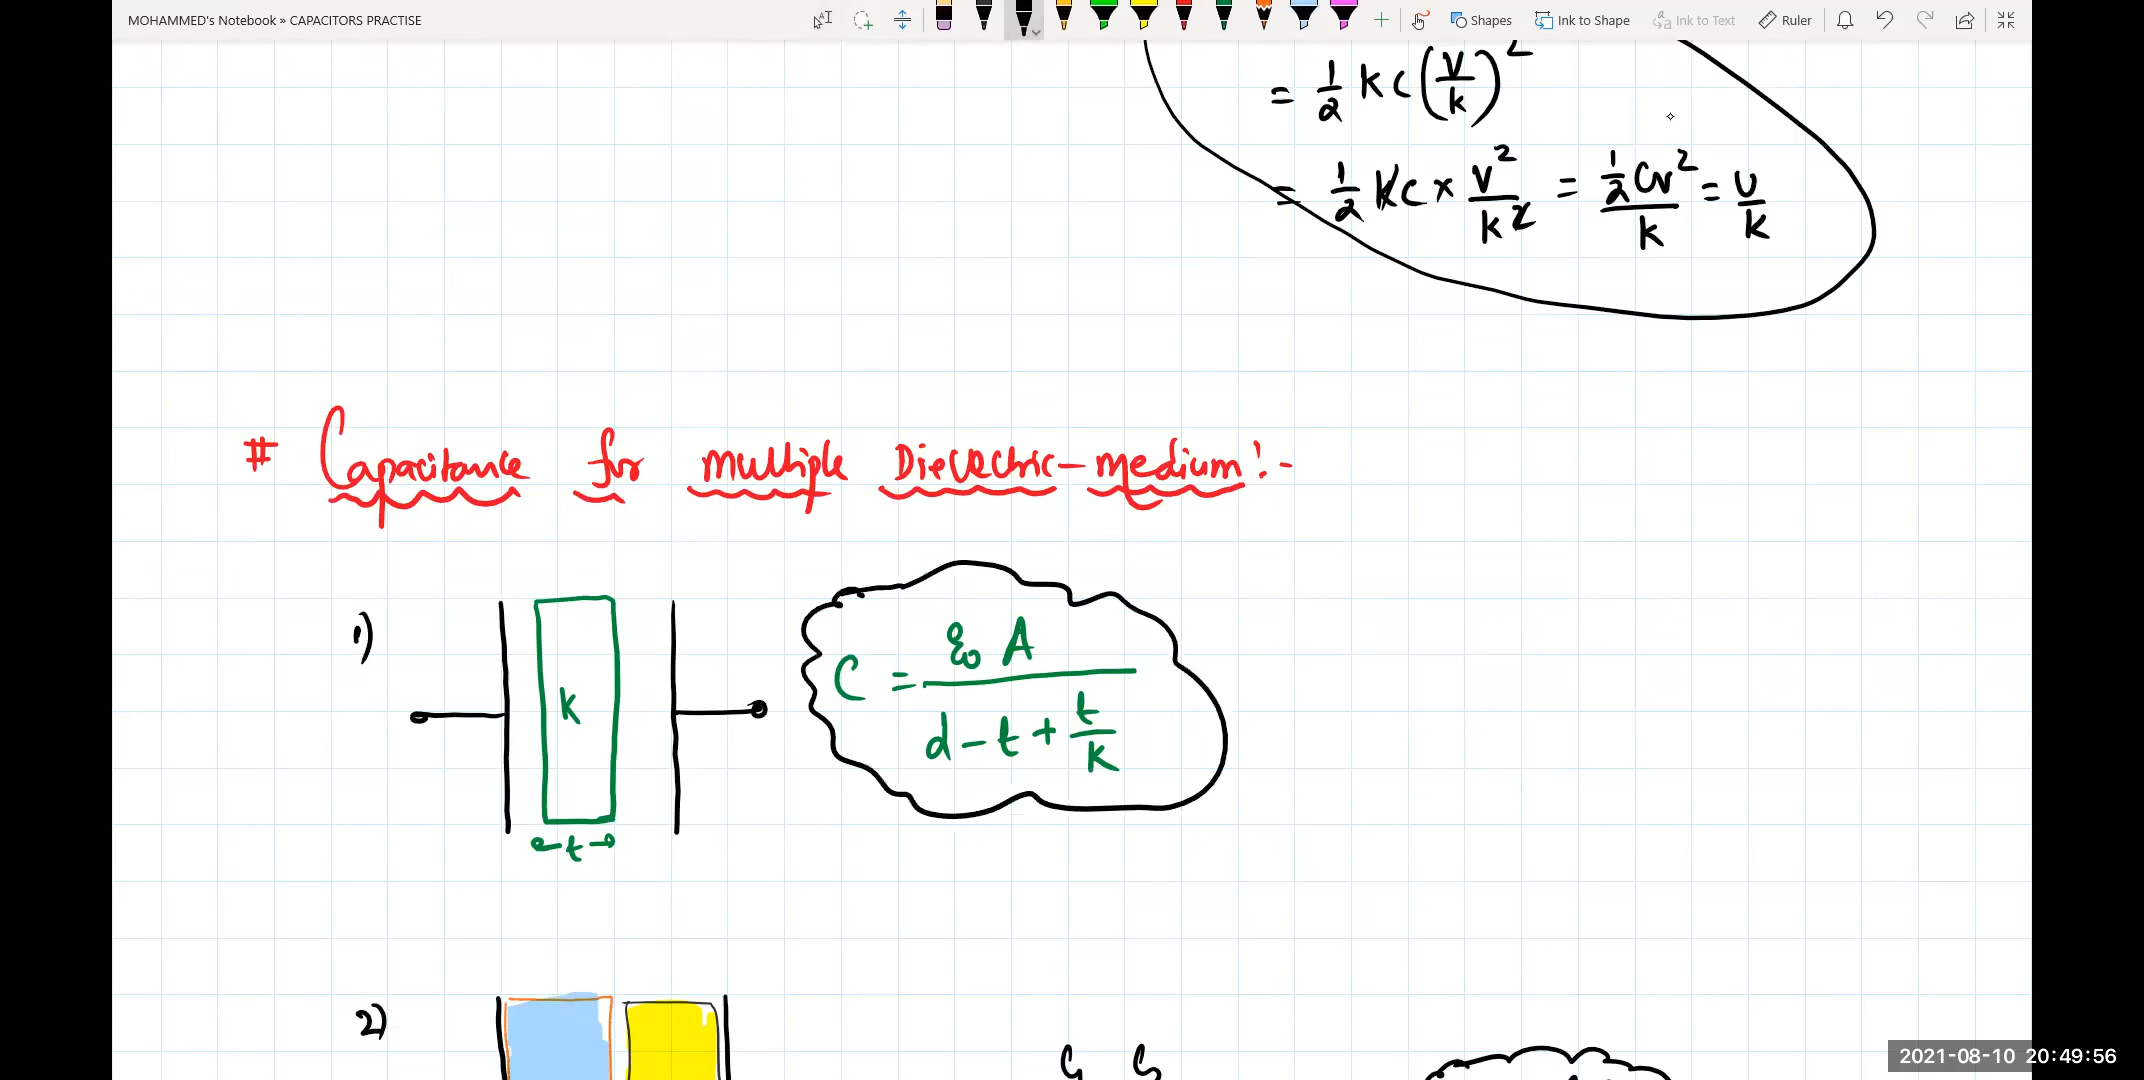 MOHAMMED's Notebook » CAPACITORS PRACTISE
Shapes Ink to Shape Ink to Text Ruler
= 1/2 KC (V/K)^2
= 1/2 KC × V^2/K^2 = 1/2 CV^2 / K = U/K
# Capacitance for multiple Dielectric-medium:-
1)
K
t
C = ε0 A / d - t + t/K
2)
2021-08-10 20:49:56